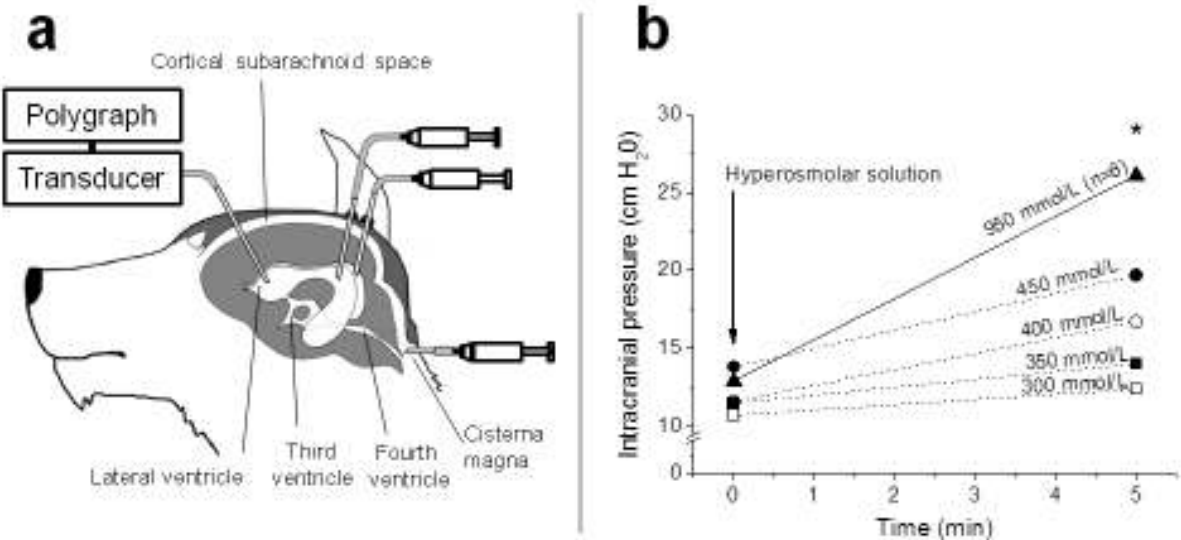 a
Cortical subarachnoid space
Polygraph
Transducer
Lateral ventricle
Third
ventricle
Fourth
ventricle
Cisterna
magna
b
Intracranial pressure (cm H₂0)
30
25
20
15
10
0
Hyperosmolar solution
*
950 mmol/L (n=6)
450 mmol/L
400 mmol/L
350 mmol/L
300 mmol/L
0 1 2 3 4 5
Time (min)